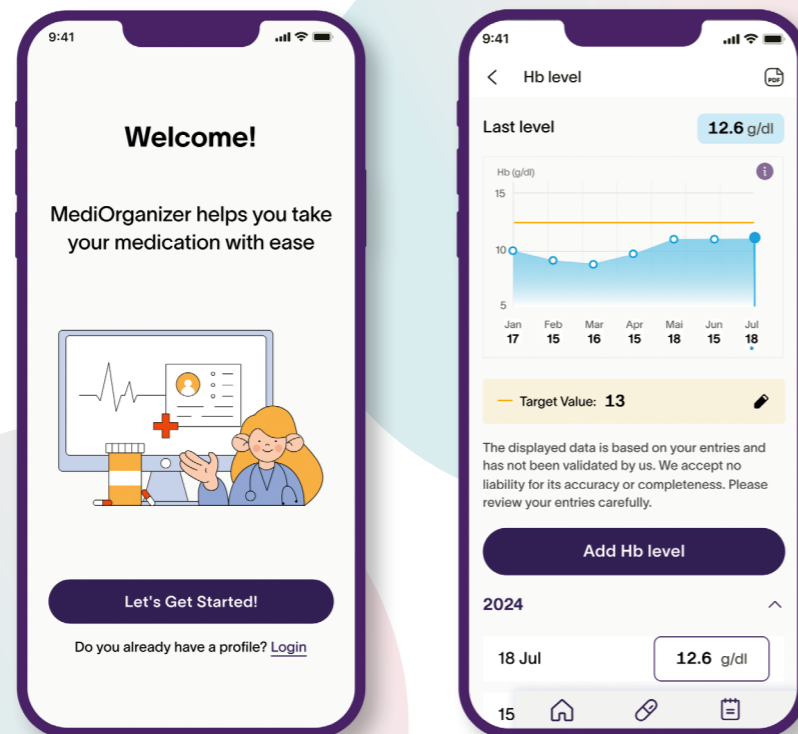 9:41
Welcome!
MediOrganizer helps you take
your medication with ease
Let's Get Started!
Do you already have a profile? Login
9:41
Hb level
PDF
Last level
12.6 g/dl
Hb (g/dl)
i
15
10
5
Jan Feb Mar Apr Mai Jun Jul
17 15 16 15 18 15 18
Target Value: 13
The displayed data is based on your entries and
has not been validated by us. We accept no
liability for its accuracy or completeness. Please
review your entries carefully.
Add Hb level
2024
18 Jul 12.6 g/dl
15